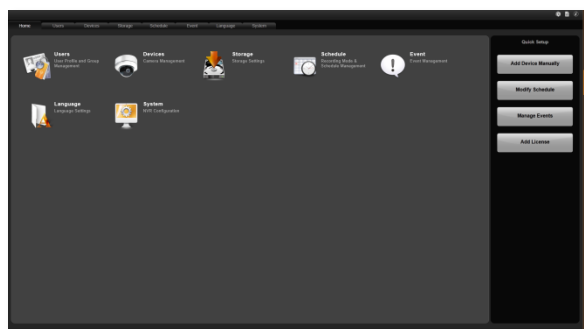 Home Users Devices Storage Schedule Event Language System
Quick Setup
Users
User Profile and Group
Management
Devices
Camera Management
Storage
Storage Settings
Schedule
Recording Mode &
Schedule Management
Event
Event Management
Language
Language Settings
System
NVR Configuration
Add Device Manually
Modify Schedule
Manage Events
Add License